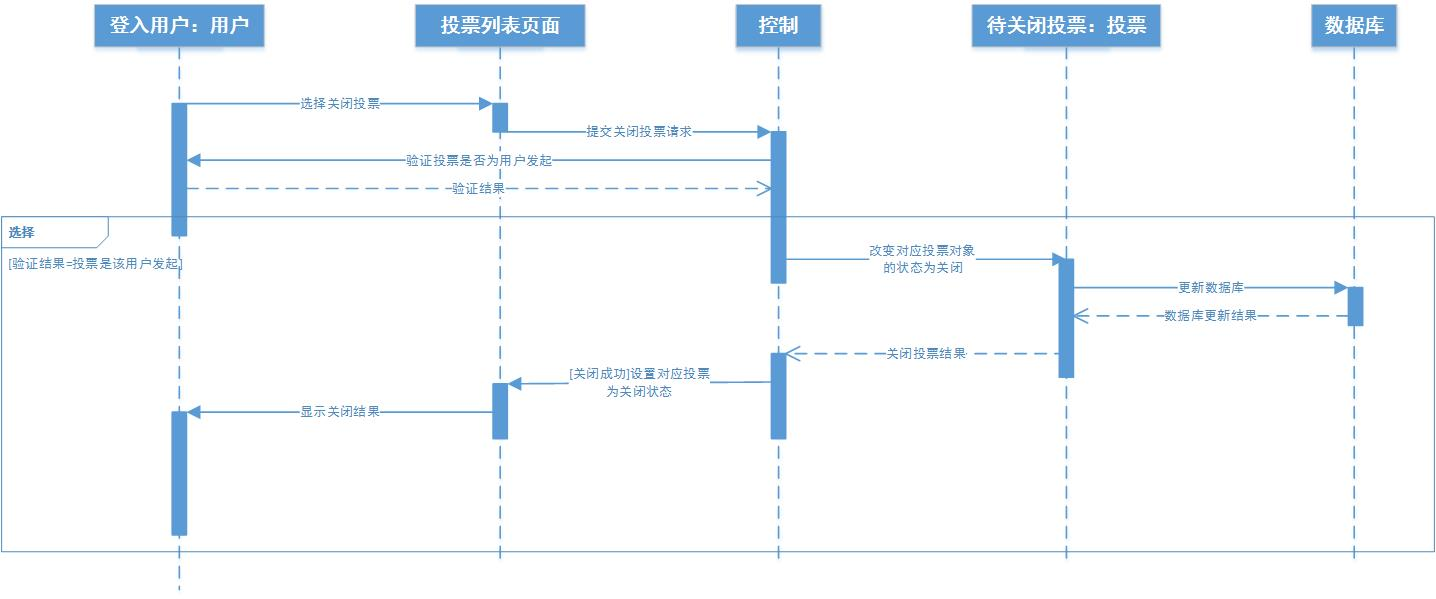 登入用户：用户
投票列表页面
控制
待关闭投票：投票
数据库
选择关闭投票
提交关闭投票请求
验证投票是否为用户发起
验证结果
选择
[验证结果=投票是该用户发起]
改变对应投票对象
的状态为关闭
更新数据库
数据库更新结果
关闭投票结果
[关闭成功]设置对应投票
为关闭状态
显示关闭结果